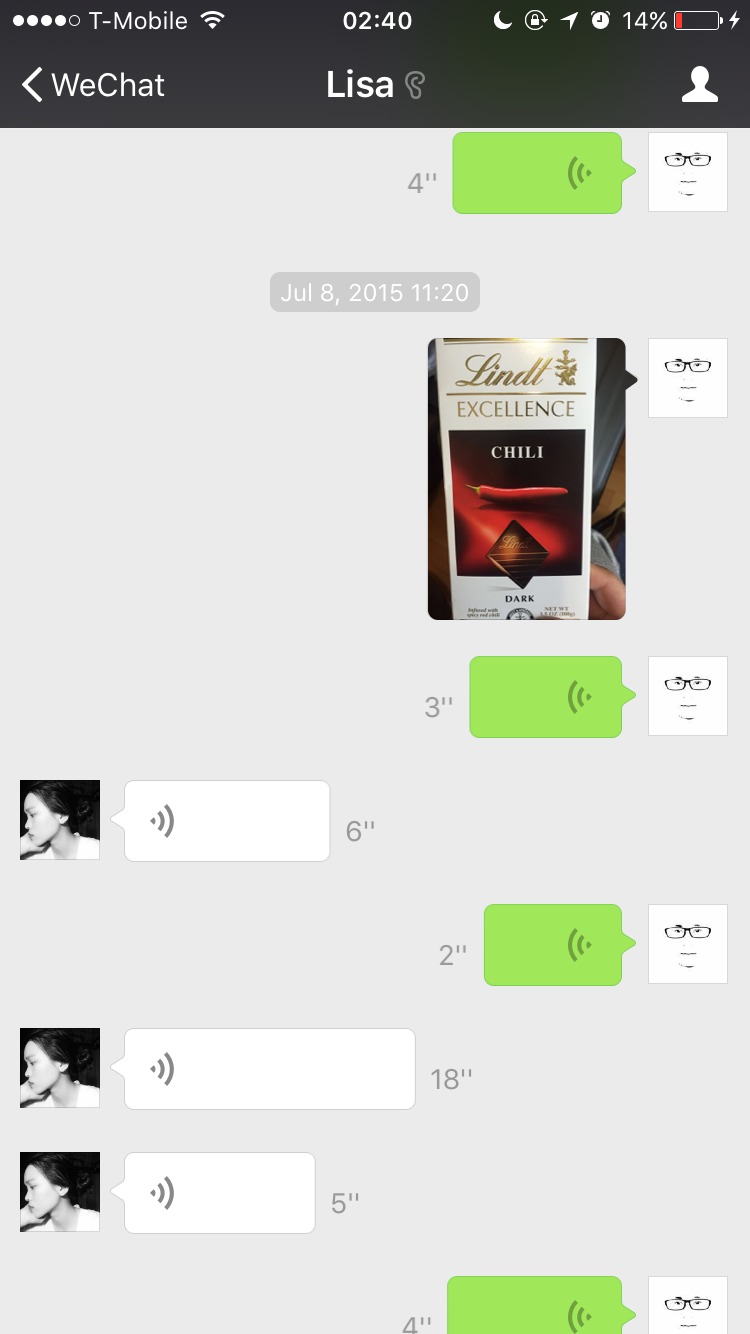 T-Mobile 02:40 14%
WeChat Lisa
4''
Jul 8, 2015 11:20
Lindt
EXCELLENCE
CHILI
Lindt
DARK
Infused with
spicy red chili
NET WT
3.5 OZ (100g)
3''
6''
2''
18''
5''
4''